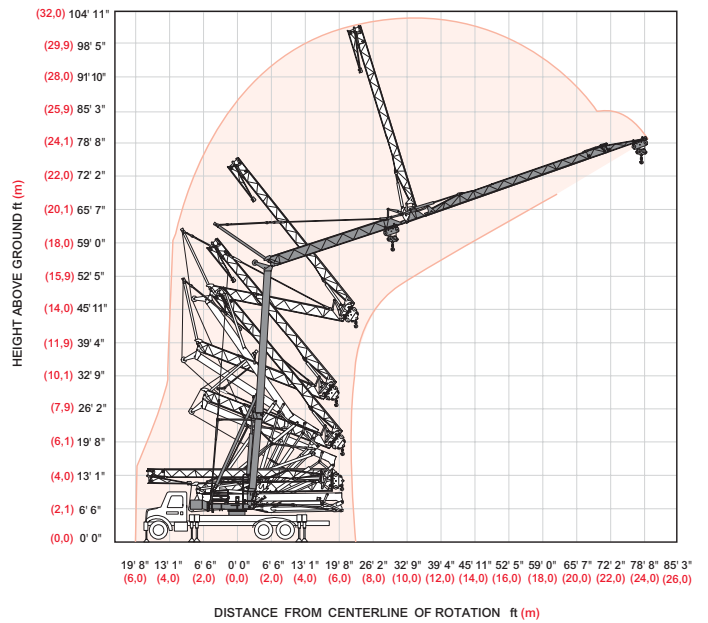 (32,0) 104' 11"
(29,9) 98' 5"
(28,0) 91' 10"
(25,9) 85' 3"
(24,1) 78' 8"
(22,0) 72' 2"
(20,1) 65' 7"
(18,0) 59' 0"
(15,9) 52' 5"
(14,0) 45' 11"
(11,9) 39' 4"
(10,1) 32' 9"
(7,9) 26' 2"
(6,1) 19' 8"
(4,0) 13' 1"
(2,1) 6' 6"
(0,0) 0' 0"
HEIGHT ABOVE GROUND ft (m)
19' 8" 13' 1" 6' 6" 0' 0" 6' 6" 13' 1" 19' 8" 26' 2" 32' 9" 39' 4" 45' 11" 52' 5" 59' 0" 65' 7" 72' 2" 78' 8" 85' 3"
(6,0) (4,0) (2,0) (0,0) (2,0) (4,0) (6,0) (8,0) (10,0) (12,0) (14,0) (16,0) (18,0) (20,0) (22,0) (24,0) (26,0)
DISTANCE FROM CENTERLINE OF ROTATION ft (m)